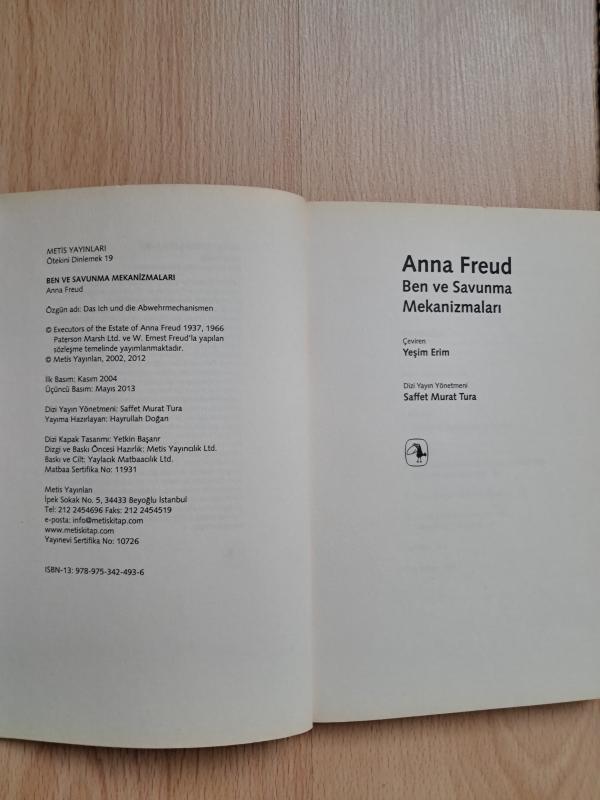 METİS YAYINLARI
Ötekini Dinlemek 19
BEN VE SAVUNMA MEKANİZMALARI
Anna Freud
Özgün adı: Das Ich und die Abwehrmechanismen
© Executors of the Estate of Anna Freud 1937, 1966
Paterson Marsh Ltd. ve W. Ernest Freud'la yapılan
sözleşme temelinde yayımlanmaktadır.
© Metis Yayınları, 2002, 2012
İlk Basım: Kasım 2004
Üçüncü Basım: Mayıs 2013
Dizi Yayın Yönetmeni: Saffet Murat Tura
Yayıma Hazırlayan: Hayrullah Doğan
Dizi Kapak Tasarımı: Yetkin Başarır
Dizgi ve Baskı Öncesi Hazırlık: Metis Yayıncılık Ltd.
Baskı ve Cilt: Yaylacık Matbaacılık Ltd.
Matbaa Sertifika No: 11931
Metis Yayınları
İpek Sokak No. 5, 34433 Beyoğlu İstanbul
Tel: 212 2454696 Faks: 212 2454519
e-posta: info@metiskitap.com
www.metiskitap.com
Yayınevi Sertifika No: 10726
ISBN-13: 978-975-342-493-6
Anna Freud
Ben ve Savunma
Mekanizmaları
Çeviren
Yeşim Erim
Dizi Yayın Yönetmeni
Saffet Murat Tura